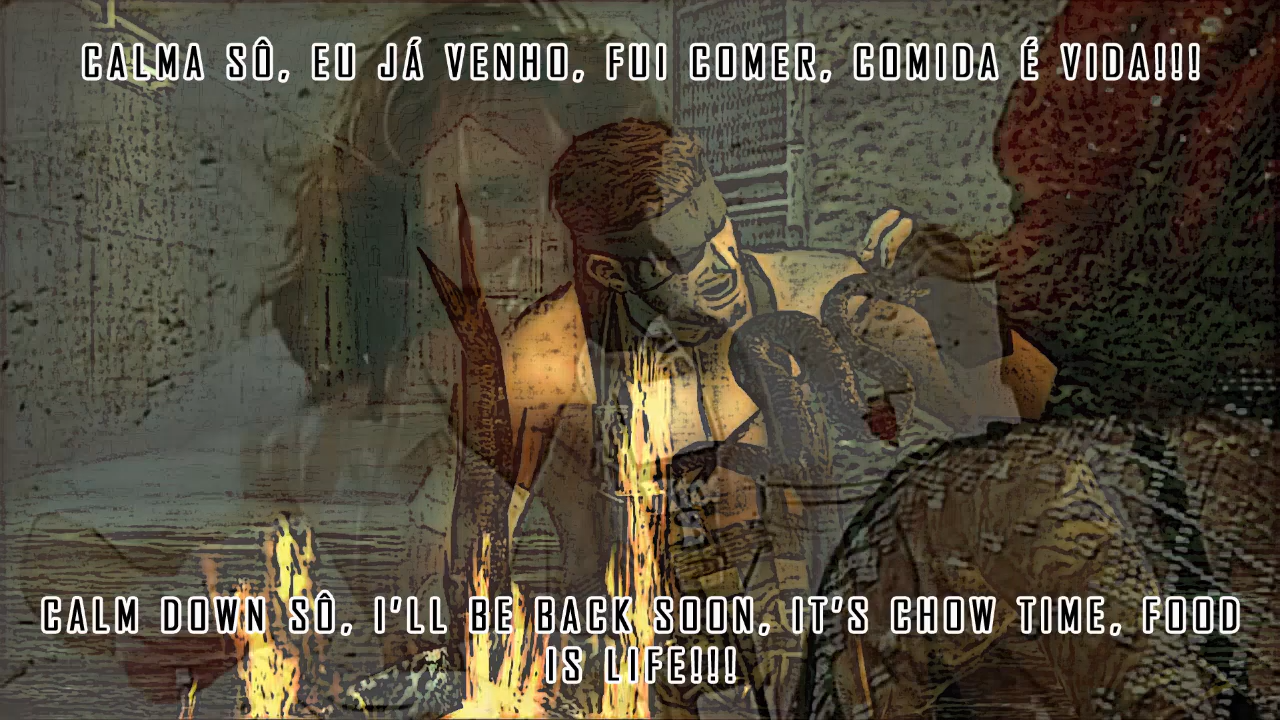 CALMA SÔ, EU JÁ VENHO, FUI COMER, COMIDA É VIDA!!!
CALM DOWN SÔ, I'LL BE BACK SOON, IT'S CHOW TIME, FOOD
IS LIFE!!!